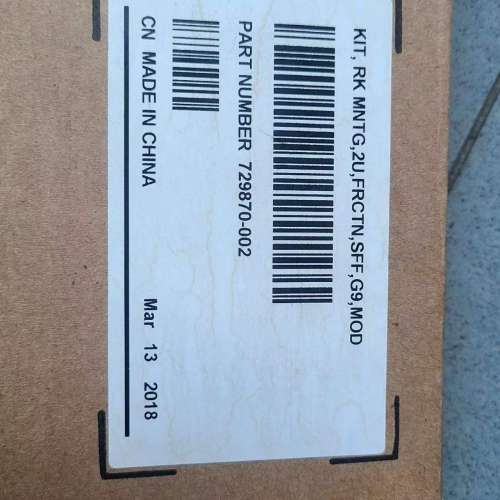 KIT, RK MNTG,2U,FRCTN,SFF,G9,MOD
PART NUMBER 729870-002
CN MADE IN CHINA Mar 13 2018